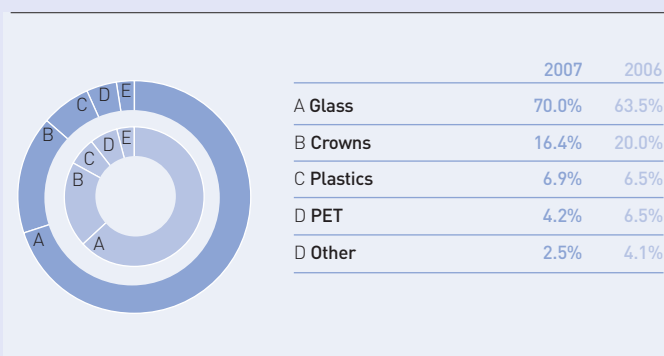 2007 2006
A Glass 70.0% 63.5%
B Crowns 16.4% 20.0%
C Plastics 6.9% 6.5%
D PET 4.2% 6.5%
D Other 2.5% 4.1%
A
B
C
D
E
A
B
C
D
E